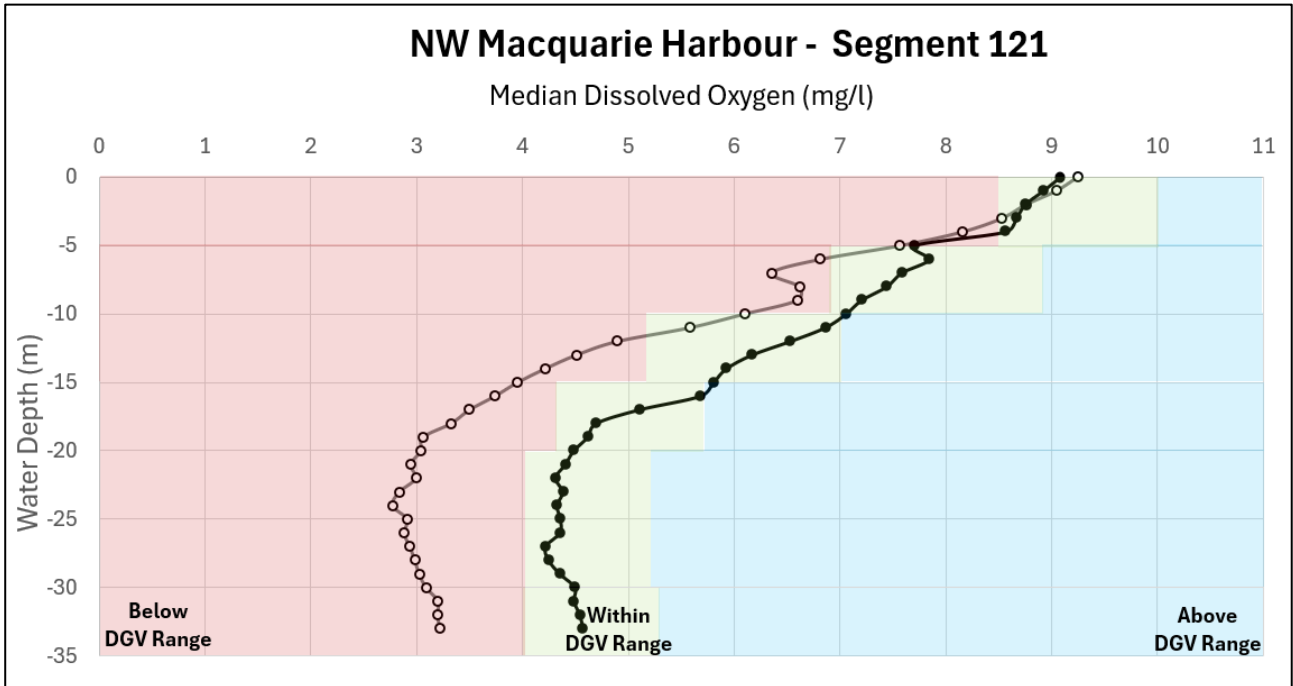 NW Macquarie Harbour - Segment 121
Median Dissolved Oxygen (mg/l)
0 1 2 3 4 5 6 7 8 9 10 11
0
-5
-10
-15
-20
-25
-30
-35
Water Depth (m)
Below
DGV Range
Within
DGV Range
Above
DGV Range